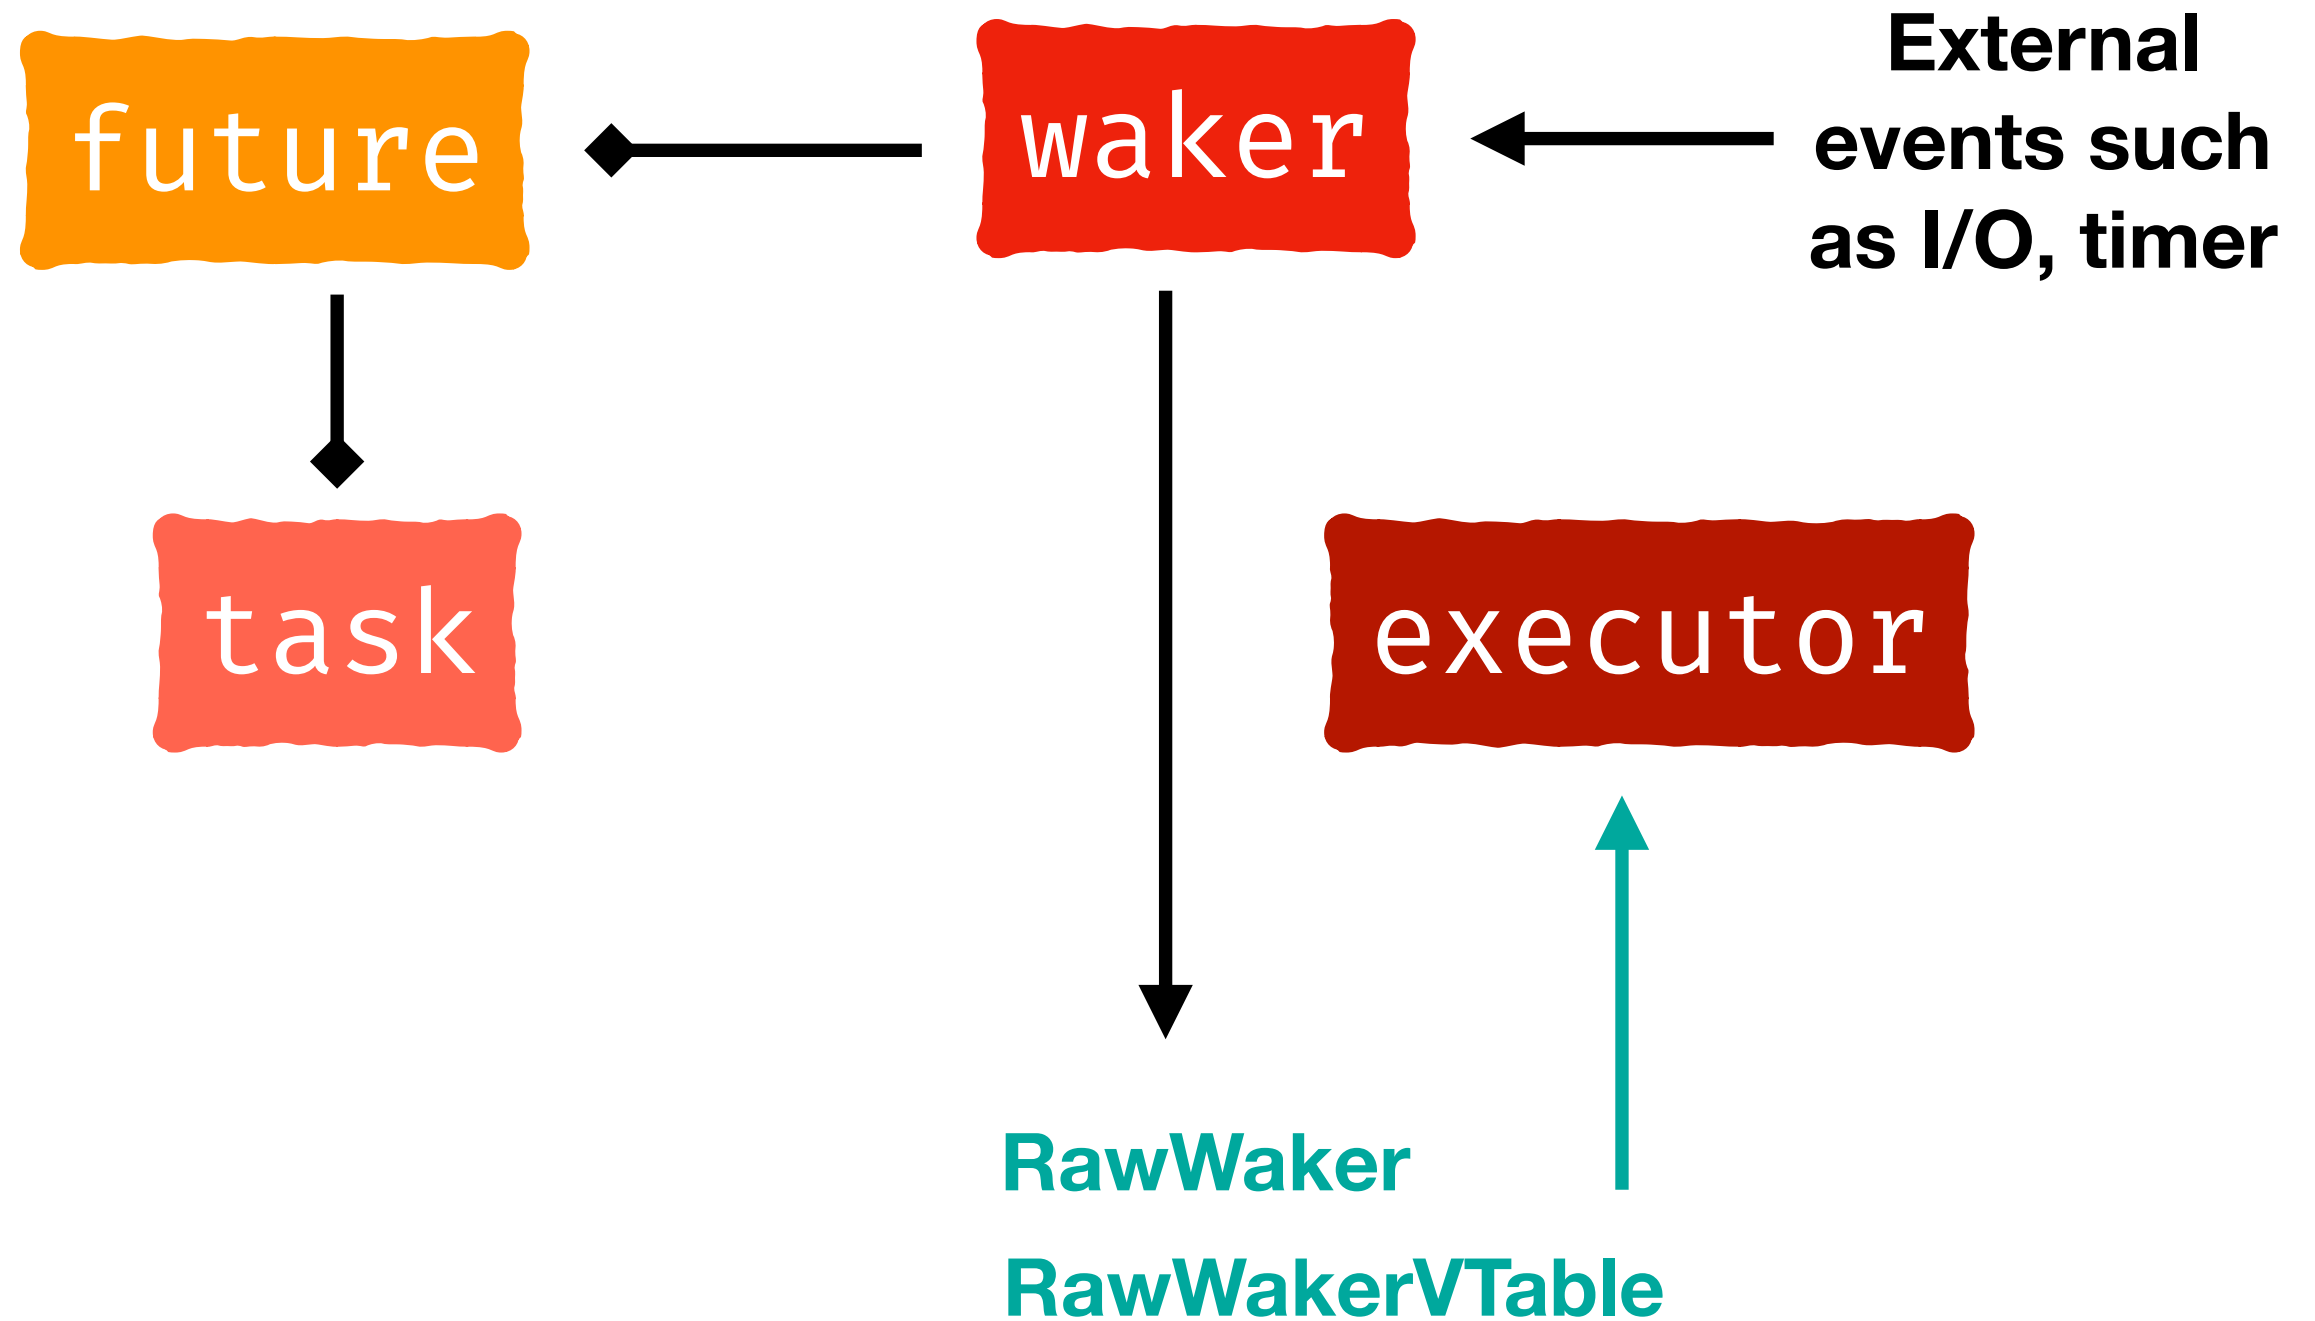 future
waker
External
events such
as I/O, timer
task
executor
RawWaker
RawWakerVTable